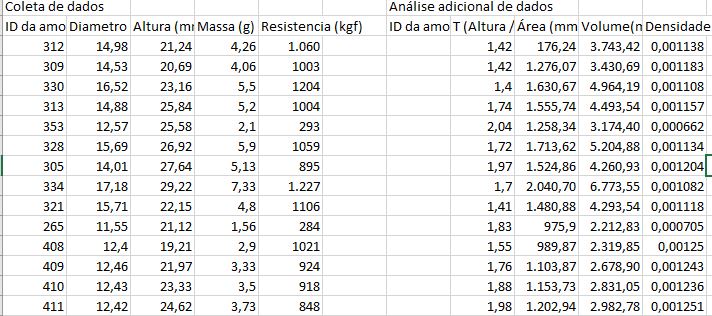 Coleta de dados Análise adicional de dados
ID da amo Diametro Altura (mr Massa (g) Resistencia (kgf) ID da amo T (Altura / Área (mm Volume(n Densidade
312 14,98 21,24 4,26 1.060 1,42 176,24 3.743,42 0,001138
309 14,53 20,69 4,06 1003 1,42 1.276,07 3.430,69 0,001183
330 16,52 23,16 5,5 1204 1,4 1.630,67 4.964,19 0,001108
313 14,88 25,84 5,2 1004 1,74 1.555,74 4.493,54 0,001157
353 12,57 25,58 2,1 293 2,04 1.258,34 3.174,40 0,000662
328 15,69 26,92 5,9 1059 1,72 1.713,62 5.204,88 0,001134
305 14,01 27,64 5,13 895 1,97 1.524,86 4.260,93 0,001204
334 17,18 29,22 7,33 1.227 1,7 2.040,70 6.773,55 0,001082
321 15,71 22,15 4,8 1106 1,41 1.480,88 4.293,54 0,001118
265 11,55 21,12 1,56 284 1,83 975,9 2.212,83 0,000705
408 12,4 19,21 2,9 1021 1,55 989,87 2.319,85 0,00125
409 12,46 21,97 3,33 924 1,76 1.103,87 2.678,90 0,001243
410 12,43 23,33 3,5 918 1,88 1.153,73 2.831,05 0,001236
411 12,42 24,62 3,73 848 1,98 1.202,94 2.982,78 0,001251